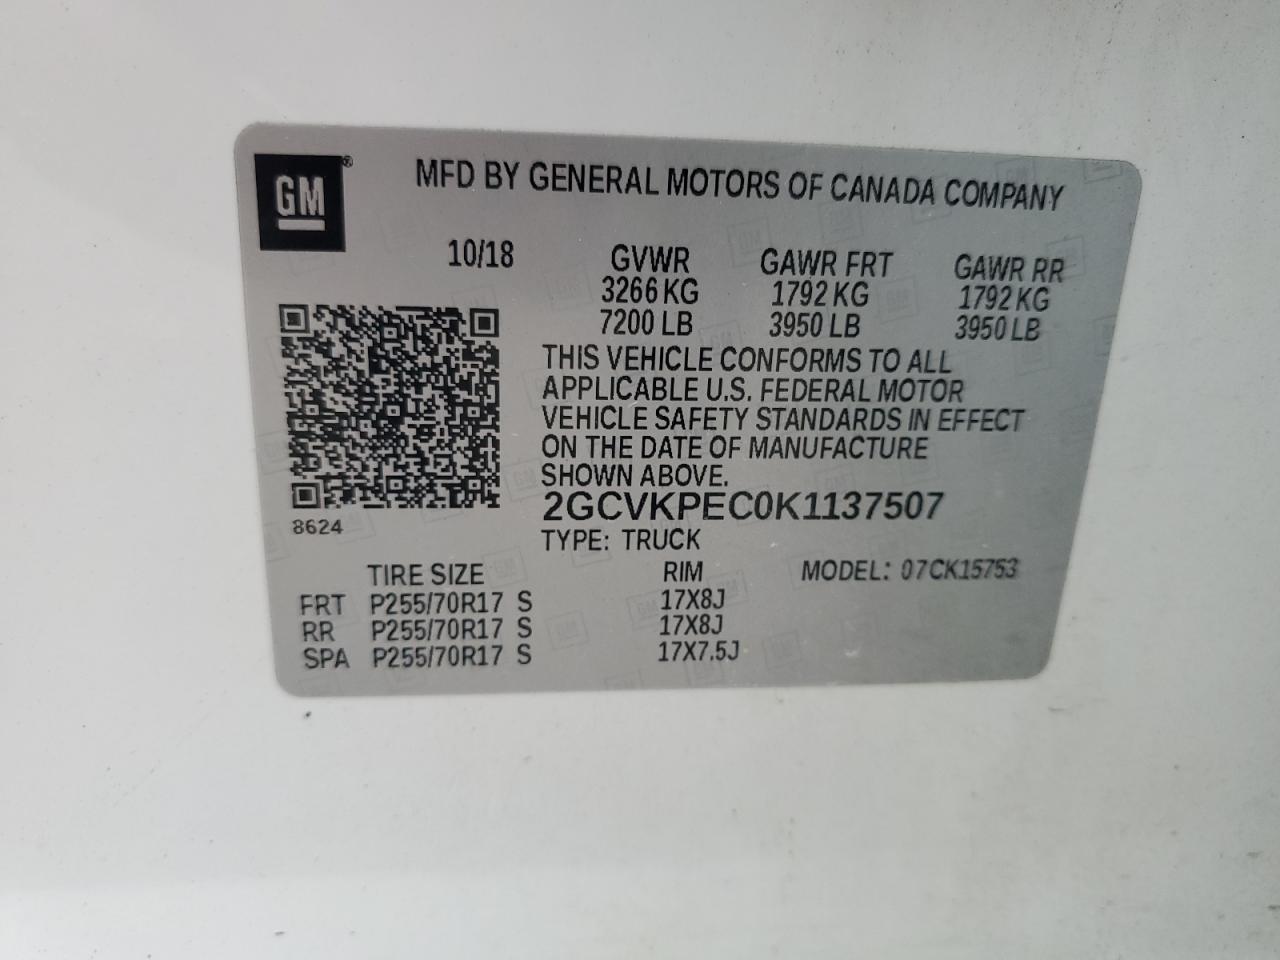 GM®
MFD BY GENERAL MOTORS OF CANADA COMPANY
10/18 GVWR GAWR FRT GAWR RR
3266 KG 1792 KG 1792 KG
7200 LB 3950 LB 3950 LB
THIS VEHICLE CONFORMS TO ALL
APPLICABLE U.S. FEDERAL MOTOR
VEHICLE SAFETY STANDARDS IN EFFECT
ON THE DATE OF MANUFACTURE
SHOWN ABOVE.
2GCVKPEC0K1137507
8624
TYPE: TRUCK
TIRE SIZE RIM MODEL: 07CK15753
FRT P255/70R17 S 17X8J
RR P255/70R17 S 17X8J
SPA P255/70R17 S 17X7.5J